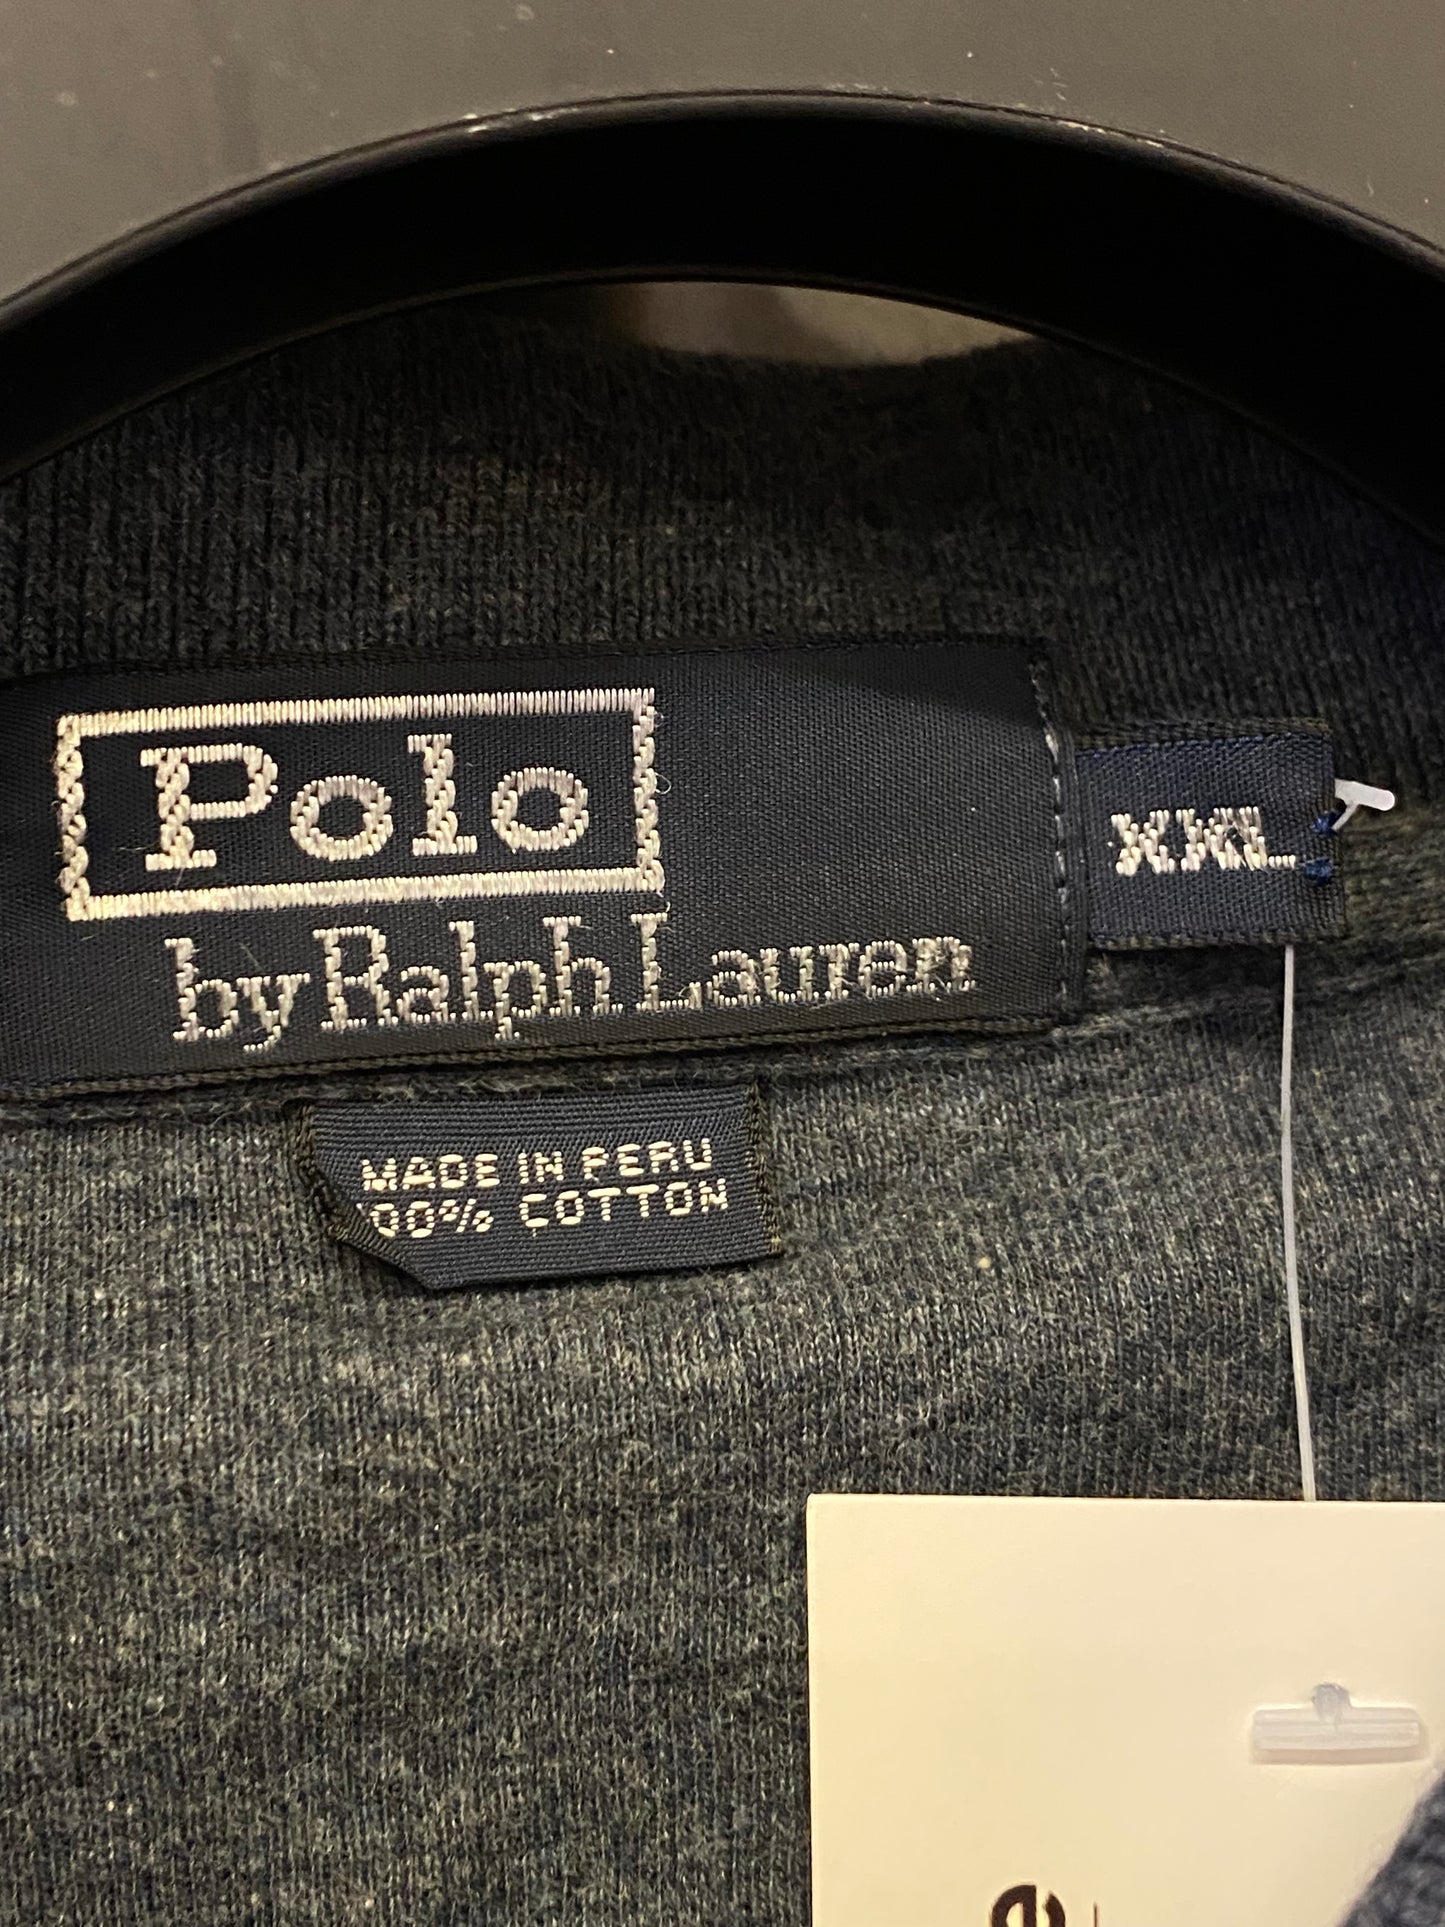 Polo
by Ralph Lauren
XXL
MADE IN PERU
100% COTTON
e